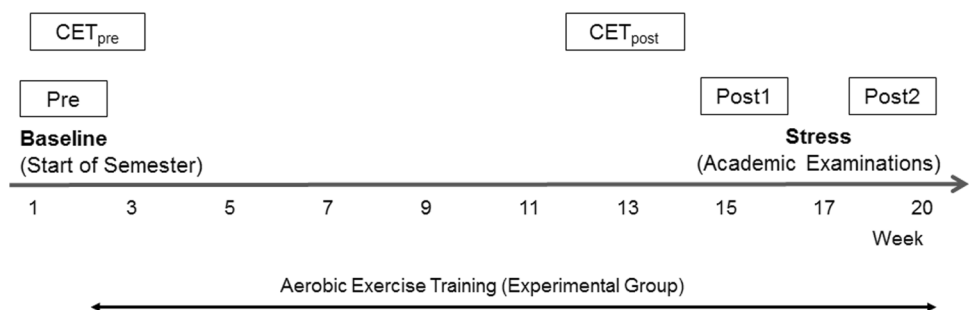 CETpre CETpost
Pre Post1 Post2
Baseline Stress
(Start of Semester) (Academic Examinations)
1 3 5 7 9 11 13 15 17 20
Week
Aerobic Exercise Training (Experimental Group)